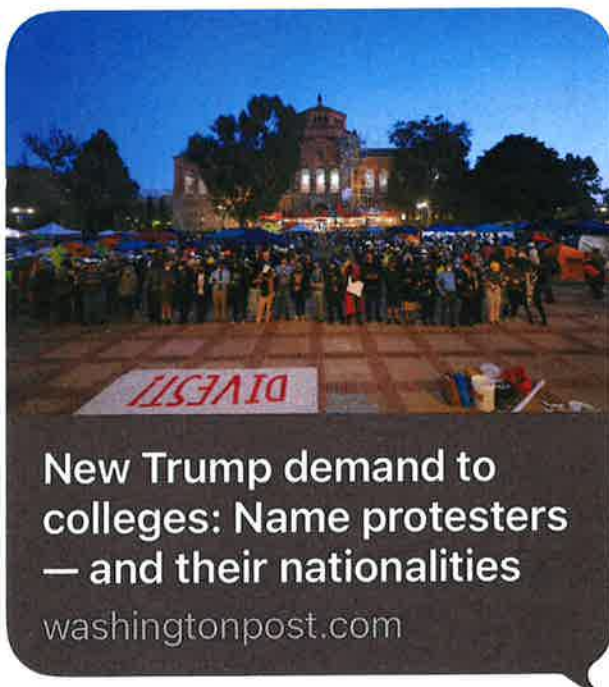 DIVEST!
New Trump demand to
colleges: Name protesters
— and their nationalities
washingtonpost.com